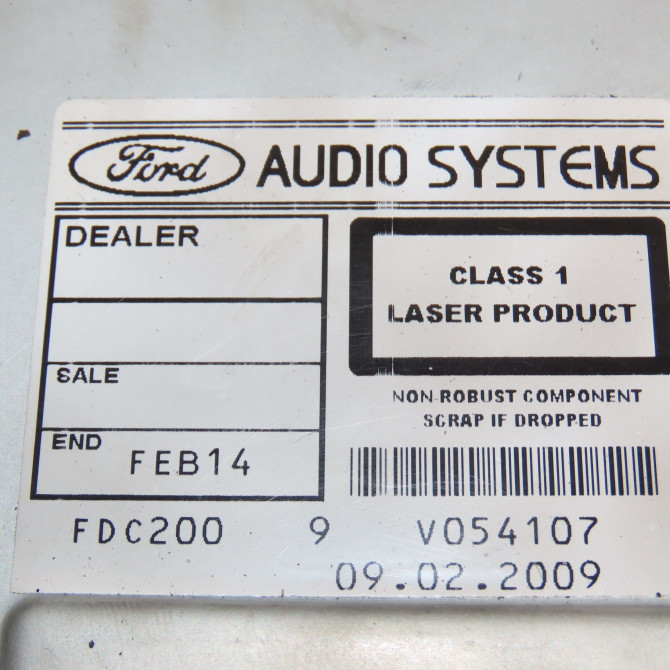 Ford AUDIO SYSTEMS
DEALER
SALE
END FEB14
CLASS 1
LASER PRODUCT
NON-ROBUST COMPONENT
SCRAP IF DROPPED
FDC200 9 V054107
09.02.2009